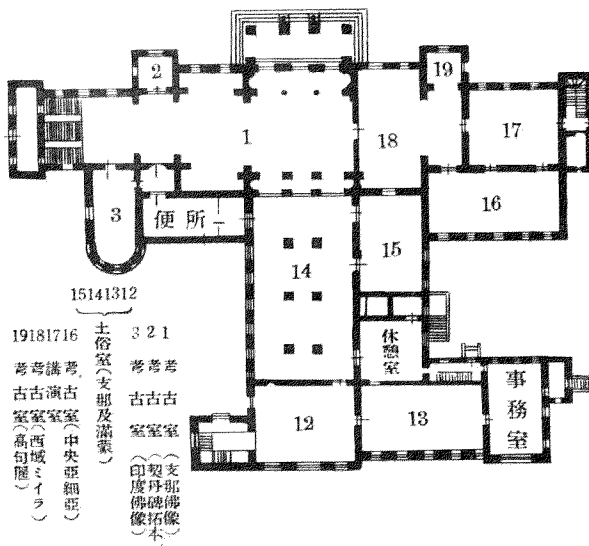 2
19
1
18
17
3
便所
16
14
15
休憩室
12
13
事務室
1 考古室(支那佛像)
2 考古室(契丹碑拓本)
3 考古室(印度佛像)
12 13 14 15 土俗室(支那及滿蒙)
16 考古室(中央亞細亞)
17 講演室
18 考古室(西域ミイラ)
19 考古室(高句麗)